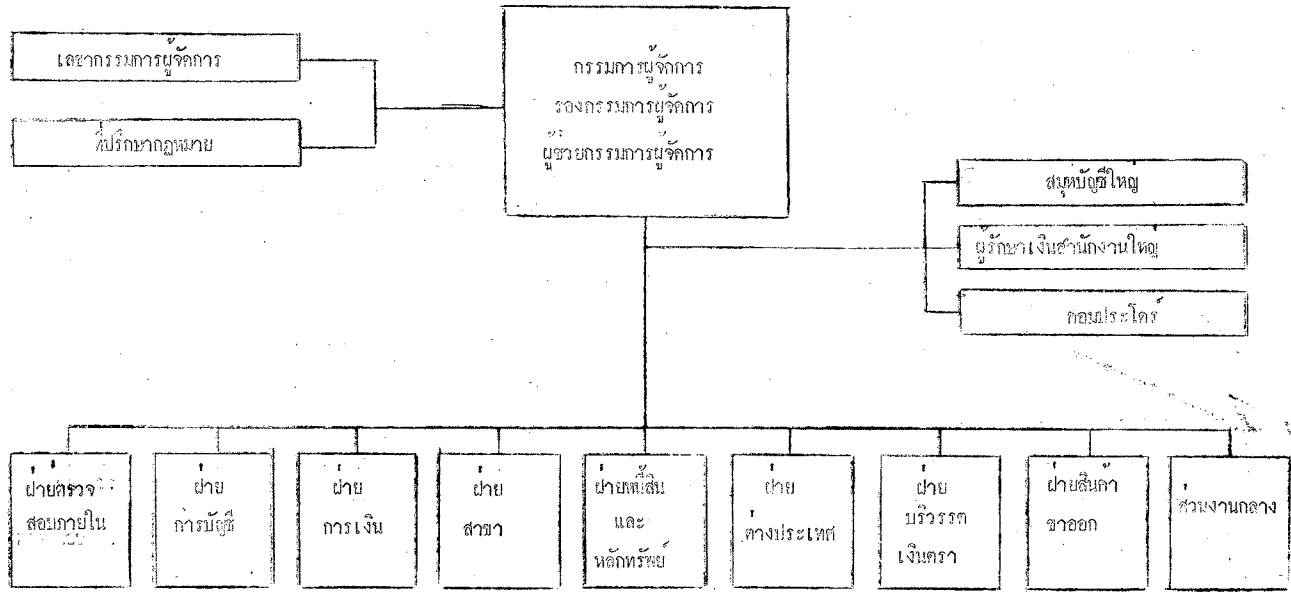 เลขากรรมการผู้จัดการ
ที่ปรึกษากฎหมาย
กรรมการผู้จัดการ
รองกรรมการผู้จัดการ
ผู้ช่วยกรรมการผู้จัดการ
สมุหบัญชีใหญ่
ผู้รักษาเงินสำนักงานใหญ่
คอมประโดร์
ฝ่ายตรวจ
สอบภายใน
ฝ่าย
การบัญชี
ฝ่าย
การเงิน
ฝ่าย
สาขา
ฝ่ายหนี้สิน
และ
หลักทรัพย์
ฝ่าย
ต่างประเทศ
ฝ่าย
ปริวรรต
เงินตรา
ฝ่ายสินค้า
ขาออก
ส่วนงานกลาง